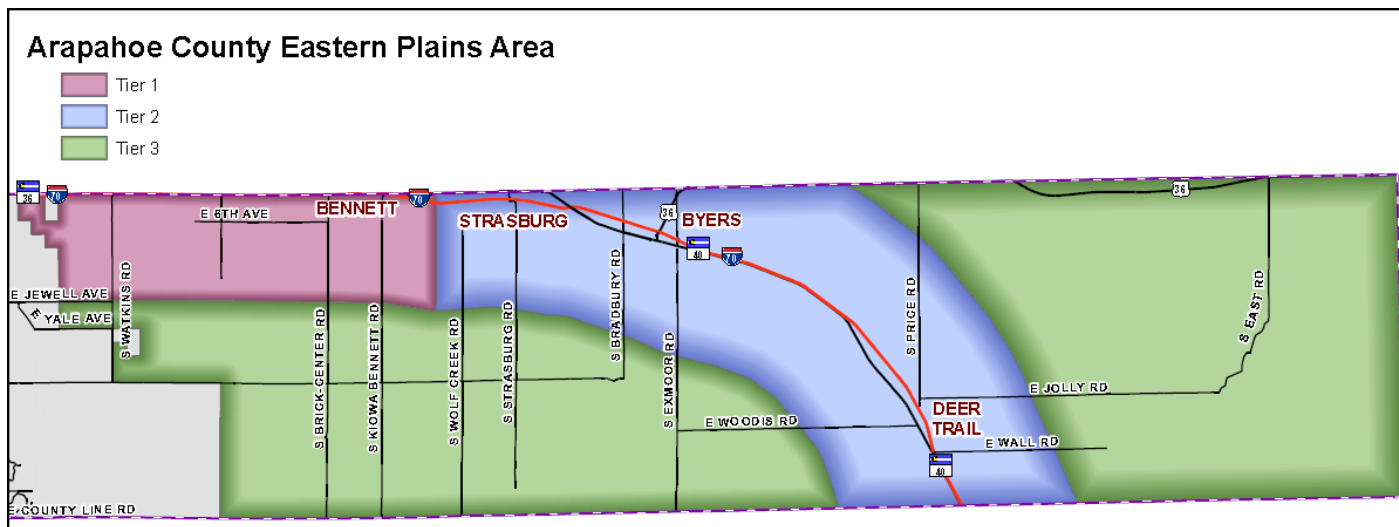 Arapahoe County Eastern Plains Area
Tier 1
Tier 2
Tier 3
36
70
70
36
36
E 6TH AVE
BENNETT
STRASBURG
BYERS
40
70
E JEWELL AVE
E YALE AVE
S WATKINS RD
S BRICK-CENTER RD
S KIOWA BENNETT RD
S WOLF CREEK RD
S STRASBURG RD
S BRADBURY RD
S EXMOOR RD
S PRICE RD
S EAST RD
E JOLLY RD
DEER
TRAIL
E WOODIS RD
E WALL RD
40
E COUNTY LINE RD